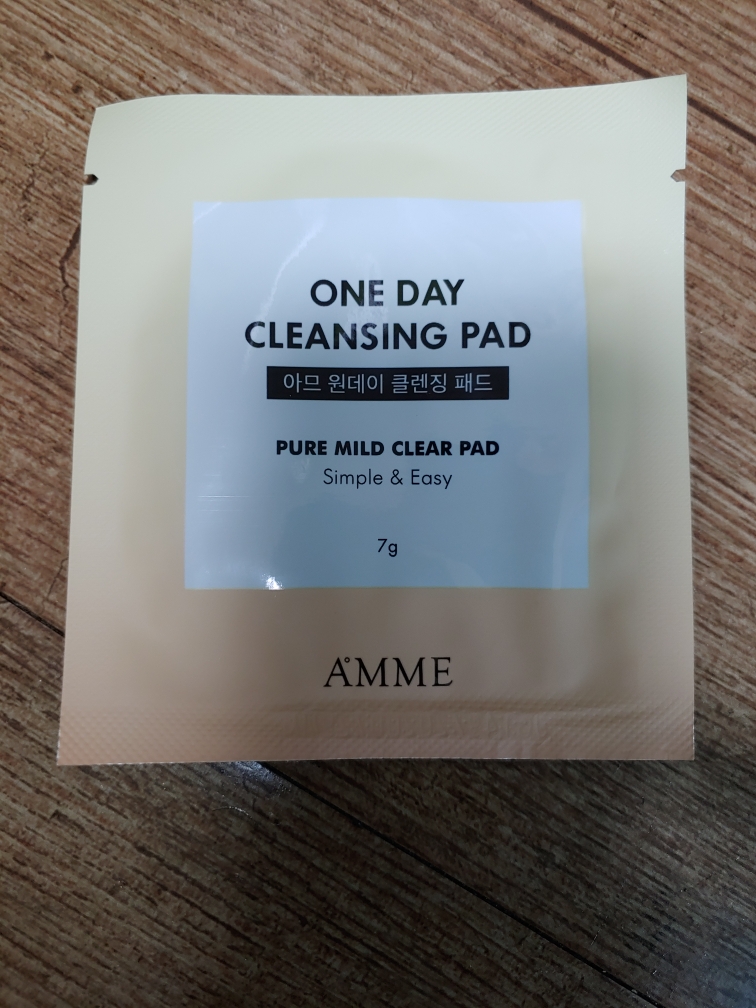 ONE DAY
CLEANSING PAD
아므 원데이 클렌징 패드
PURE MILD CLEAR PAD
Simple & Easy
7g
ÅMME